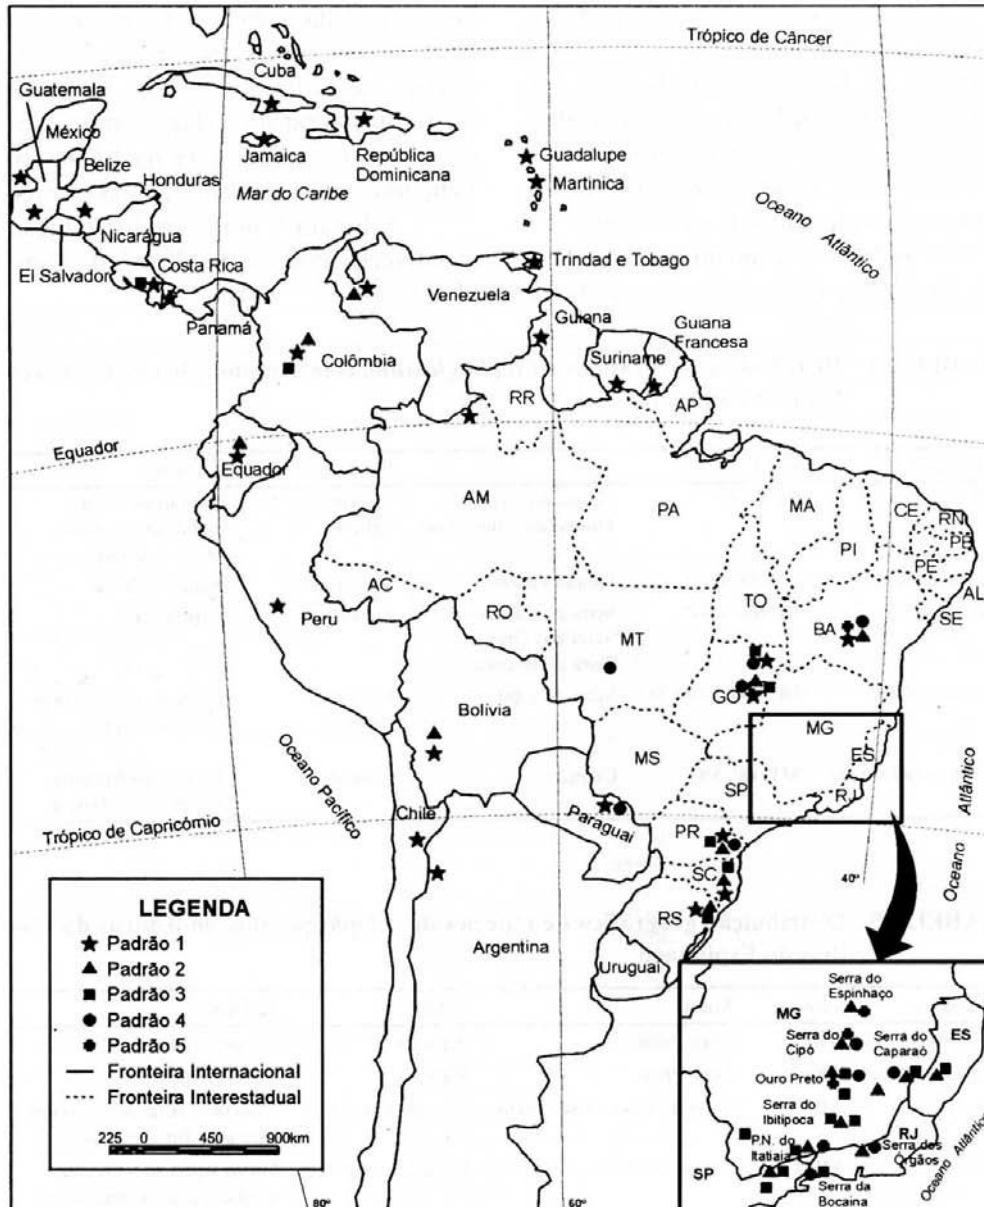 Trópico de Câncer
Cuba
Guatemala
México
Belize
Honduras
Jamaica
República
Dominicana
Guadalupe
Martinica
Mar do Caribe
Oceano Atlântico
Nicarágua
El Salvador
Costa Rica
Trinidad e Tobago
Panamá
Venezuela
Guiana
Guiana
Francesa
Colômbia
Suriname
RR
AP
Equador
Equador
AM
PA
MA
CE
RN
PB
PI
PE
AL
AC
TO
SE
Peru
RO
BA
MT
GO
Bolívia
MG
Oceano Pacífico
MS
ES
SP
RJ
Oceano Atlântico
Chile
Trópico de Capricórnio
Paraguai
PR
40°
SC
RS
Argentina
Uruguai
LEGENDA
Padrão 1
Padrão 2
Padrão 3
Padrão 4
Padrão 5
Fronteira Internacional
Fronteira Interestadual
225 0 450 900km
80°
60°
Serra do
Espinhaço
MG
ES
Serra do
Cipó
Serra do
Caparaó
Ouro Preto
Serra do
Ibitipoca
RJ
P.N. do
Itatiaia
Serra dos
Órgãos
SP
Oceano Atlântico
Serra da
Bocaina